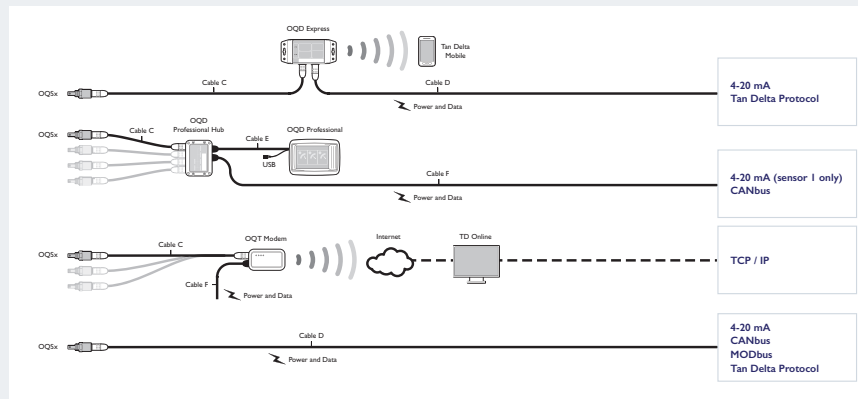 OQD Express
Tan Delta
Mobile
Cable C
Cable D
OQSx
Power and Data
4-20 mA
Tan Delta Protocol
OQD
Professional Hub
OQD Professional
OQSx
Cable C
Cable E
USB
Cable F
Power and Data
4-20 mA (sensor 1 only)
CANbus
OQT Modem
Internet
TD Online
OQSx
Cable C
Cable F
Power and Data
TCP / IP
Cable D
OQSx
Power and Data
4-20 mA
CANbus
MODbus
Tan Delta Protocol